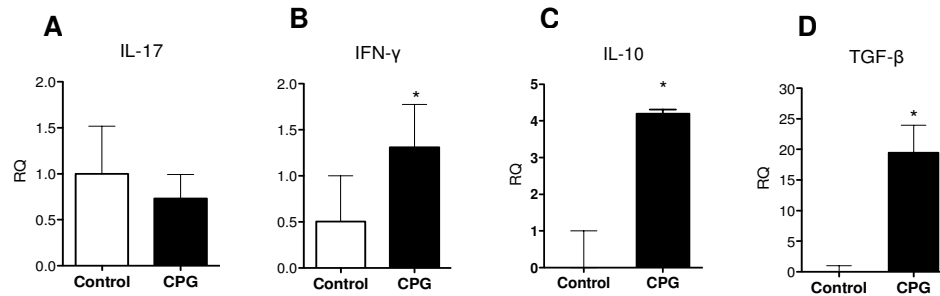 A
IL-17
RQ
2.0
1.5
1.0
0.5
0.0
Control CPG
B
IFN-γ
2.0
1.5
1.0
0.5
0.0
*
Control CPG
C
IL-10
RQ
5
4
3
2
1
0
*
Control CPG
D
TGF-β
RQ
30
25
20
15
10
5
0
*
Control CPG